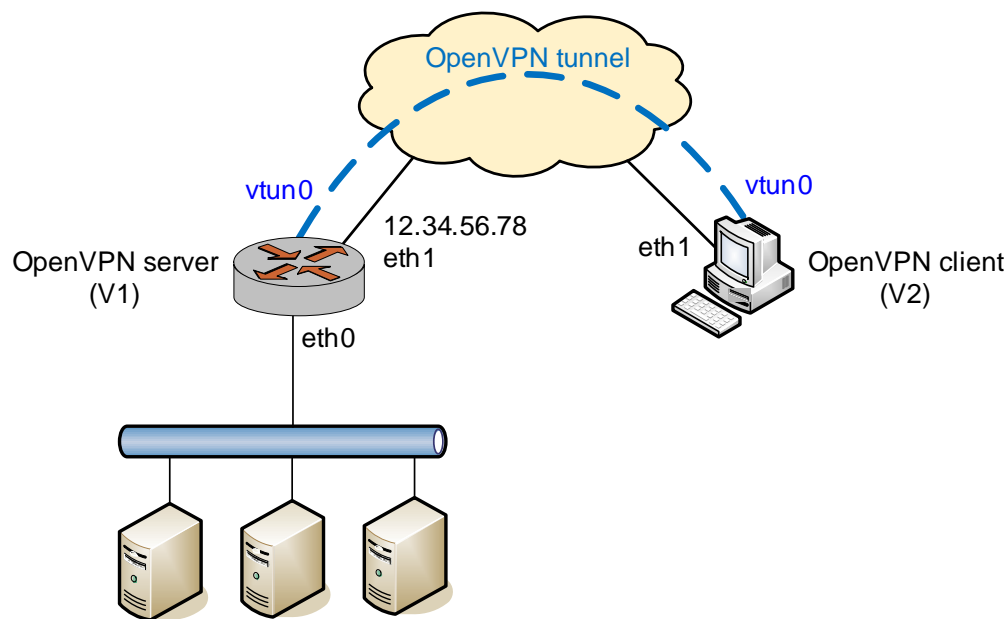 OpenVPN tunnel
vtun0
vtun0
12.34.56.78
eth1
eth1
OpenVPN server
(V1)
OpenVPN client
(V2)
eth0